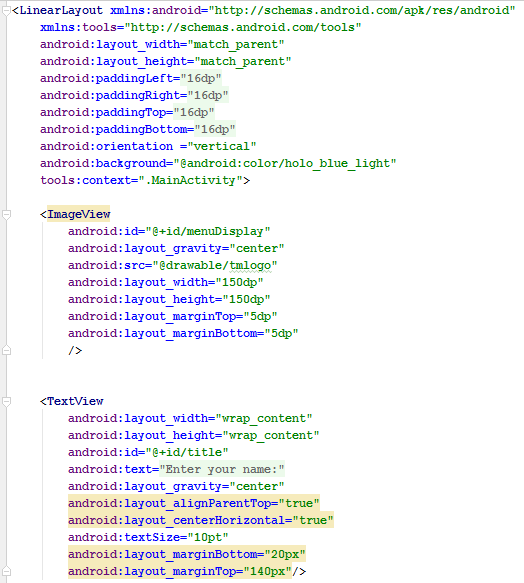 <LinearLayout xmlns:android="http://schemas.android.com/apk/res/android"
xmlns:tools="http://schemas.android.com/tools"
android:layout_width="match_parent"
android:layout_height="match_parent"
android:paddingLeft="16dp"
android:paddingRight="16dp"
android:paddingTop="16dp"
android:paddingBottom="16dp"
android:orientation ="vertical"
android:background="@android:color/holo_blue_light"
tools:context=".MainActivity">
<ImageView
android:id="@+id/menuDisplay"
android:layout_gravity="center"
android:src="@drawable/tmlogo"
android:layout_width="150dp"
android:layout_height="150dp"
android:layout_marginTop="5dp"
android:layout_marginBottom="5dp"
/>
<TextView
android:layout_width="wrap_content"
android:layout_height="wrap_content"
android:id="@+id/title"
android:text="Enter your name:"
android:layout_gravity="center"
android:layout_alignParentTop="true"
android:layout_centerHorizontal="true"
android:textSize="10pt"
android:layout_marginBottom="20px"
android:layout_marginTop="140px"/>